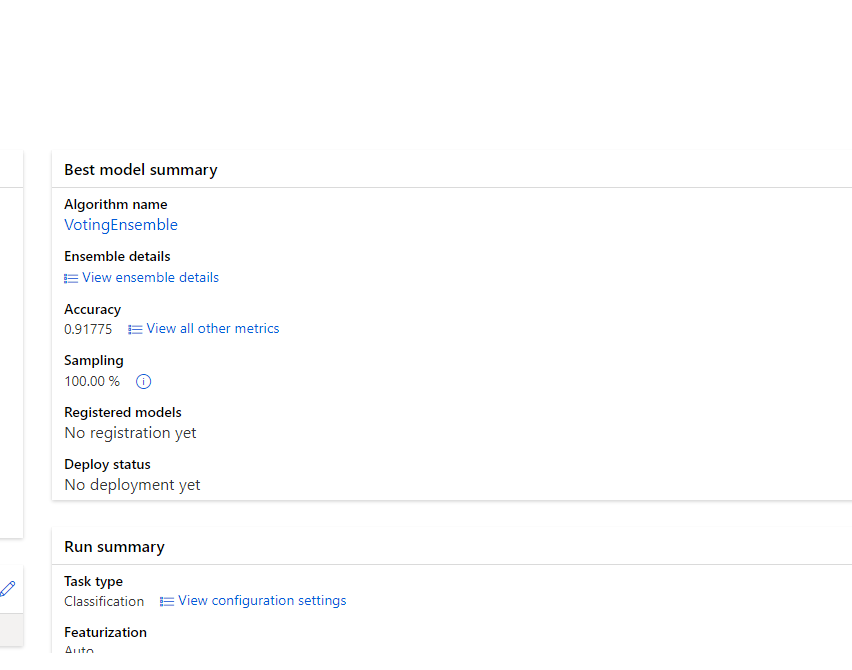 Best model summary
Algorithm name
VotingEnsemble
Ensemble details
View ensemble details
Accuracy
0.91775 View all other metrics
Sampling
100.00 %
Registered models
No registration yet
Deploy status
No deployment yet
Run summary
Task type
Classification View configuration settings
Featurization
Auto